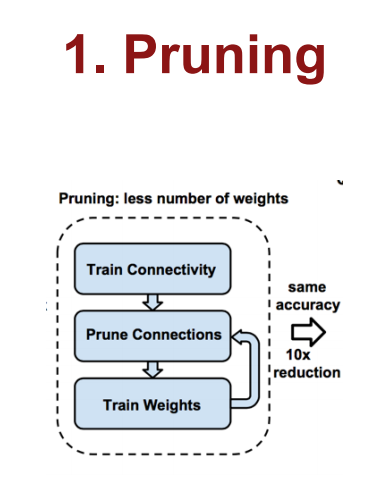 1. Pruning
Pruning: less number of weights
Train Connectivity
Prune Connections
Train Weights
same
accuracy
10x
reduction